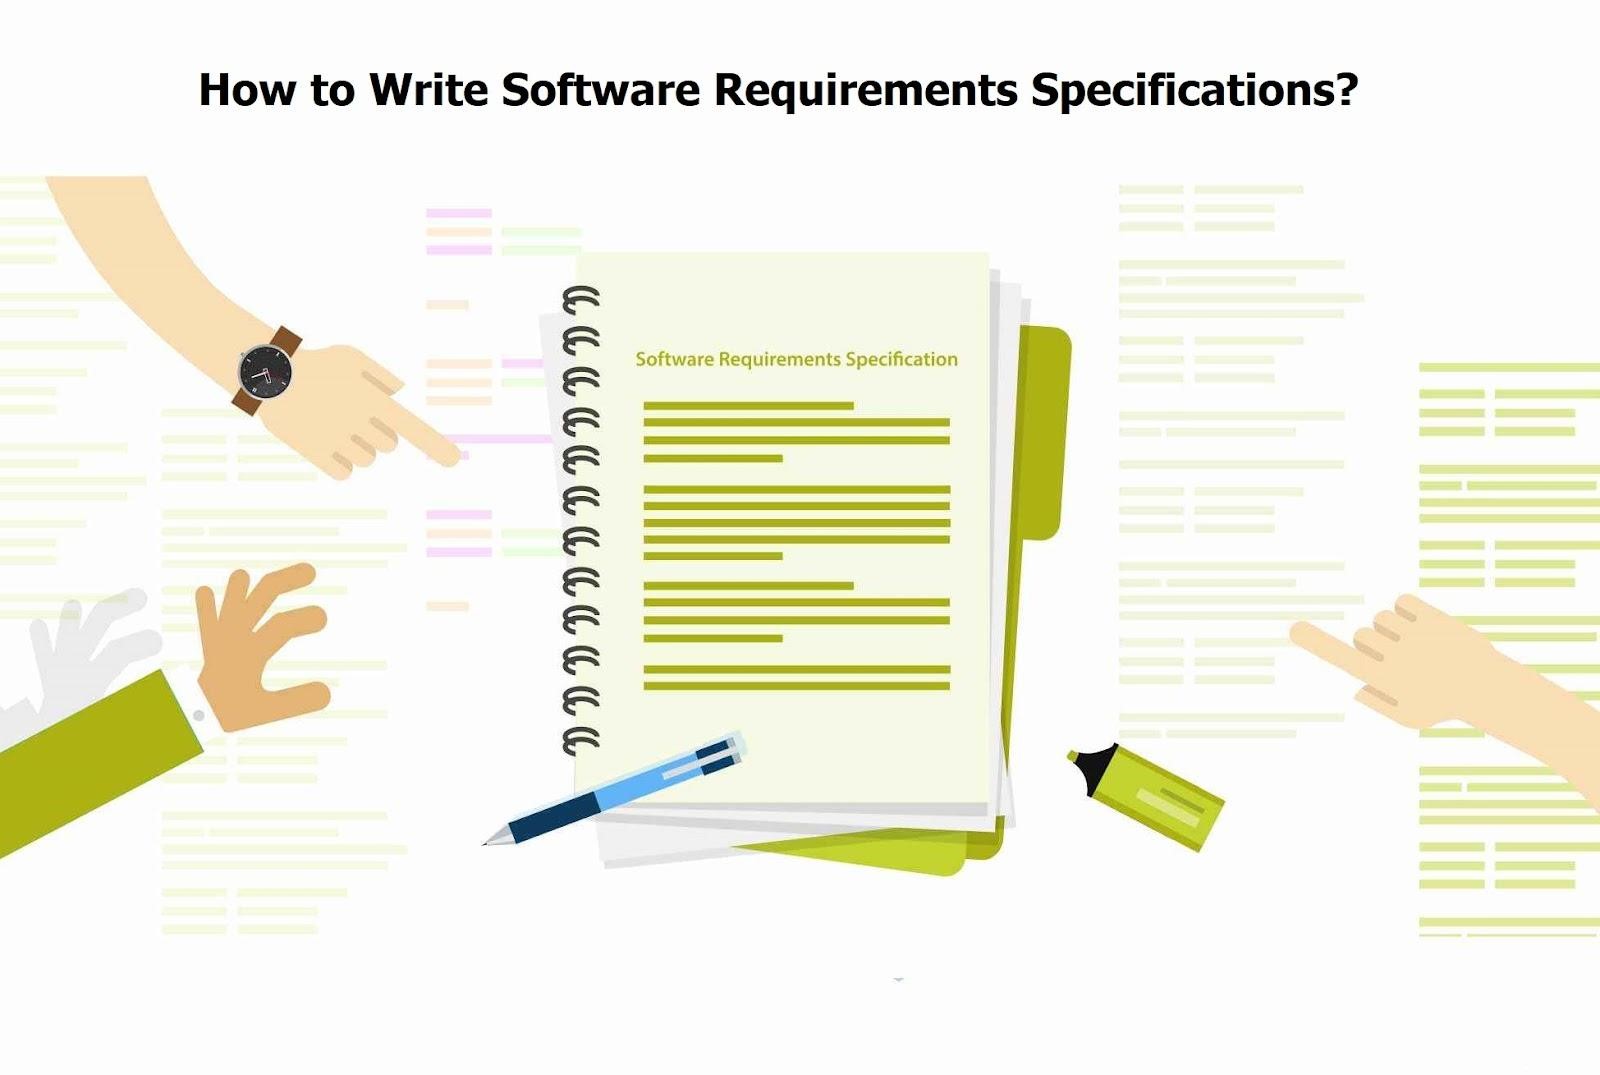 How to Write Software Requirements Specifications?
Software Requirements Specification